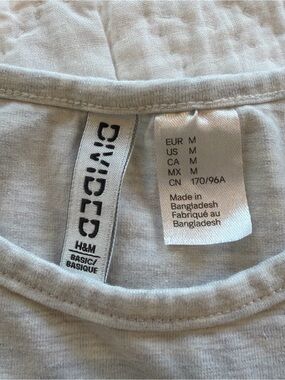 DIVIDED
H&M
BASIC/
BASIQUE
EUR M
US M
CA M
MX M
CN 170/96A
Made in
Bangladesh
Fabriqué au
Bangladesh